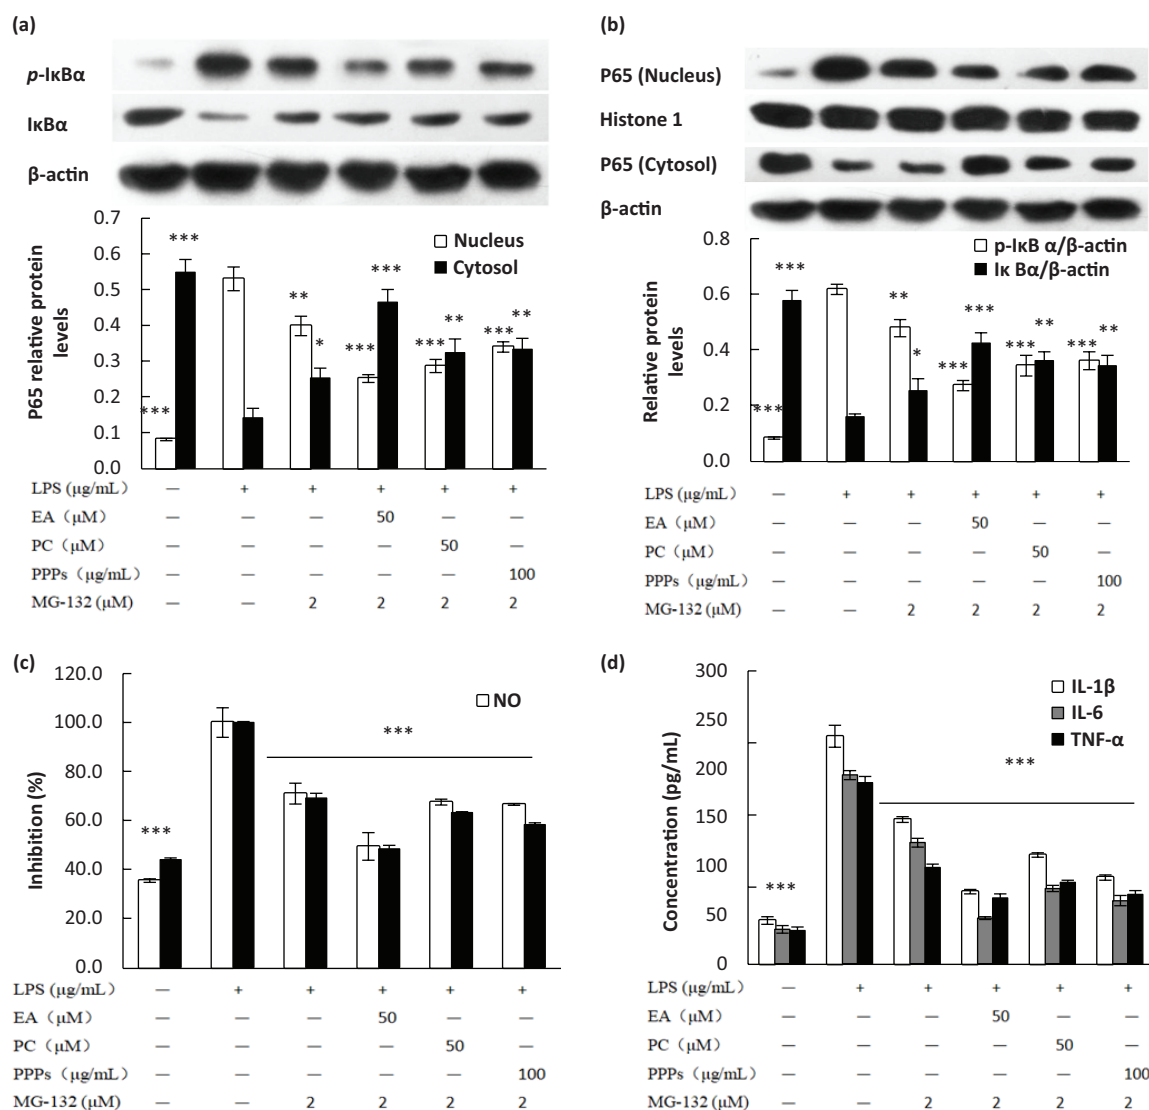 (a)
p-IκBα
IκBα
β-actin
0.7
0.6
0.5
0.4
0.3
0.2
0.1
0.0
P65 relative protein
levels
Nucleus
Cytosol
***
***
**
*
***
***
***
**
***
**
LPS (μg/mL) — + + + + +
EA (μM) — — — 50 — —
PC (μM) — — — — 50 —
PPPs (μg/mL) — — — — — 100
MG-132 (μM) — — 2 2 2 2
(b)
P65 (Nucleus)
Histone 1
P65 (Cytosol)
β-actin
0.8
0.6
0.4
0.2
0.0
Relative protein
levels
p-IκB α/β-actin
Iκ Bα/β-actin
***
***
**
*
***
***
***
**
***
**
LPS (μg/mL) — + + + + +
EA (μM) — — — 50 — —
PC (μM) — — — — 50 —
PPPs (μg/mL) — — — — — 100
MG-132 (μM) — — 2 2 2 2
(c)
120.0
100.0
80.0
60.0
40.0
20.0
0.0
Inhibition (%)
NO
***
***
LPS (μg/mL) — + + + + +
EA (μM) — — — 50 — —
PC (μM) — — — — 50 —
PPPs (μg/mL) — — — — — 100
MG-132 (μM) — — 2 2 2 2
(d)
300
250
200
150
100
50
0
Concentration (pg/mL)
IL-1β
IL-6
TNF-α
***
***
LPS (μg/mL) — + + + + +
EA (μM) — — — 50 — —
PC (μM) — — — — 50 —
PPPs (μg/mL) — — — — — 100
MG-132 (μM) — — 2 2 2 2